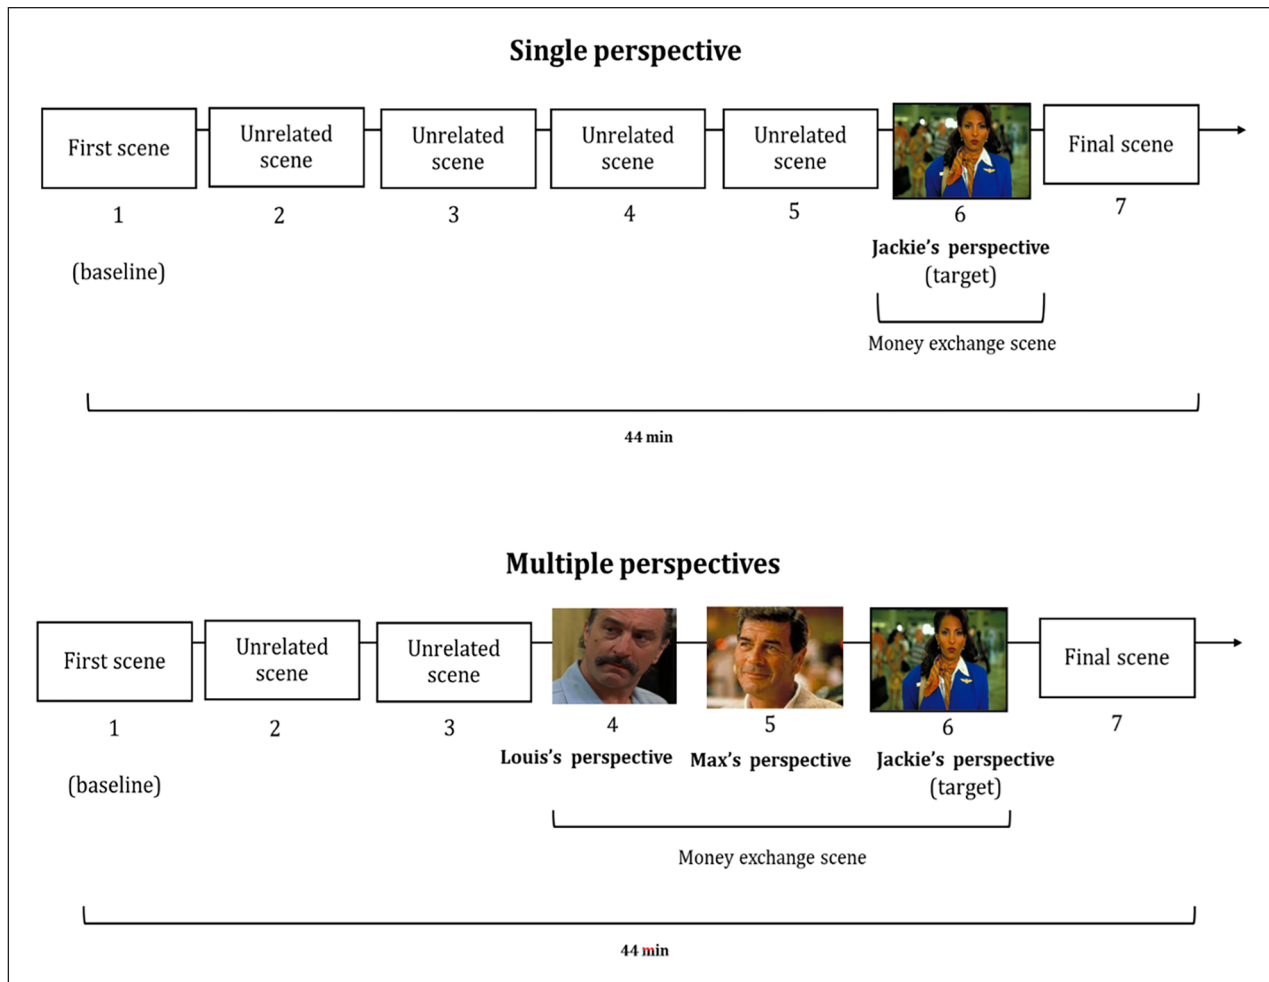 Single perspective
First scene
Unrelated
scene
Unrelated
scene
Unrelated
scene
Unrelated
scene
Final scene
1
2
3
4
5
6
7
(baseline)
Jackie's perspective
(target)
Money exchange scene
44 min
Multiple perspectives
First scene
Unrelated
scene
Unrelated
scene
Final scene
1
2
3
4
5
6
7
(baseline)
Louis's perspective
Max's perspective
Jackie's perspective
(target)
Money exchange scene
44 min